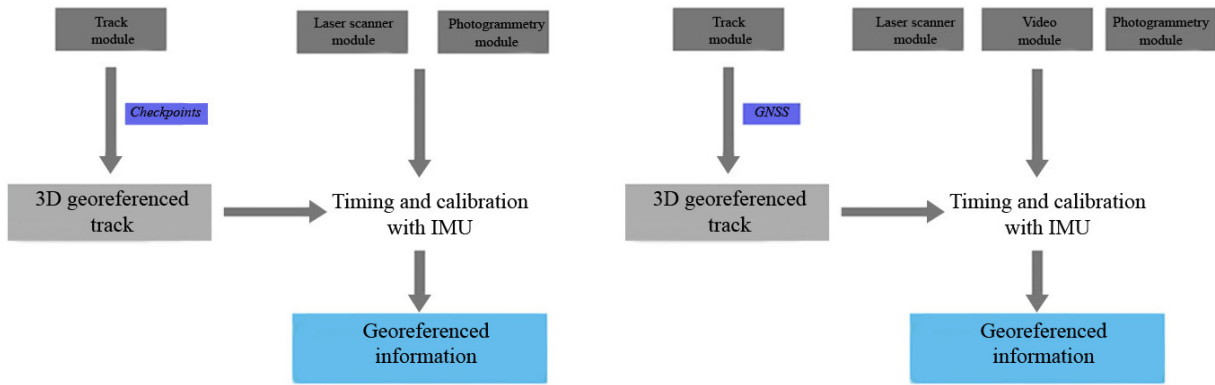 Track
module
Laser scanner
module
Photogrammetry
module
Checkpoints
3D georeferenced
track
Timing and calibration
with IMU
Georeferenced
information
Track
module
Laser scanner
module
Video
module
Photogrammetry
module
GNSS
3D georeferenced
track
Timing and calibration
with IMU
Georeferenced
information